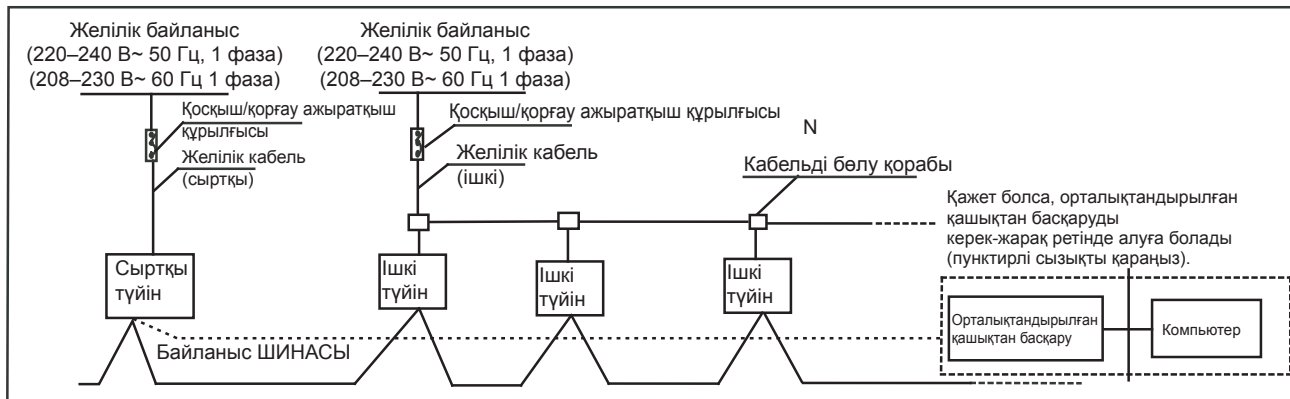 Желілік байланыс
(220–240 В~ 50 Гц, 1 фаза)
(208–230 В~ 60 Гц 1 фаза)
Қосқыш/қорғау ажыратқыш
құрылғысы
Желілік кабель
(сыртқы)
Сыртқы
түйін
Желілік байланыс
(220–240 В~ 50 Гц, 1 фаза)
(208–230 В~ 60 Гц 1 фаза)
Қосқыш/қорғау ажыратқыш құрылғысы
Желілік кабель
(ішкі)
N
Кабельді бөлу қорабы
Ішкі
түйін
Ішкі
түйін
Ішкі
түйін
Қажет болса, орталықтандырылған
қашықтан басқаруды
керек-жарақ ретінде алуға болады
(пунктирлі сызықты қараңыз).
Орталықтандырылған
қашықтан басқару
Компьютер
Байланыс ШИНАСЫ